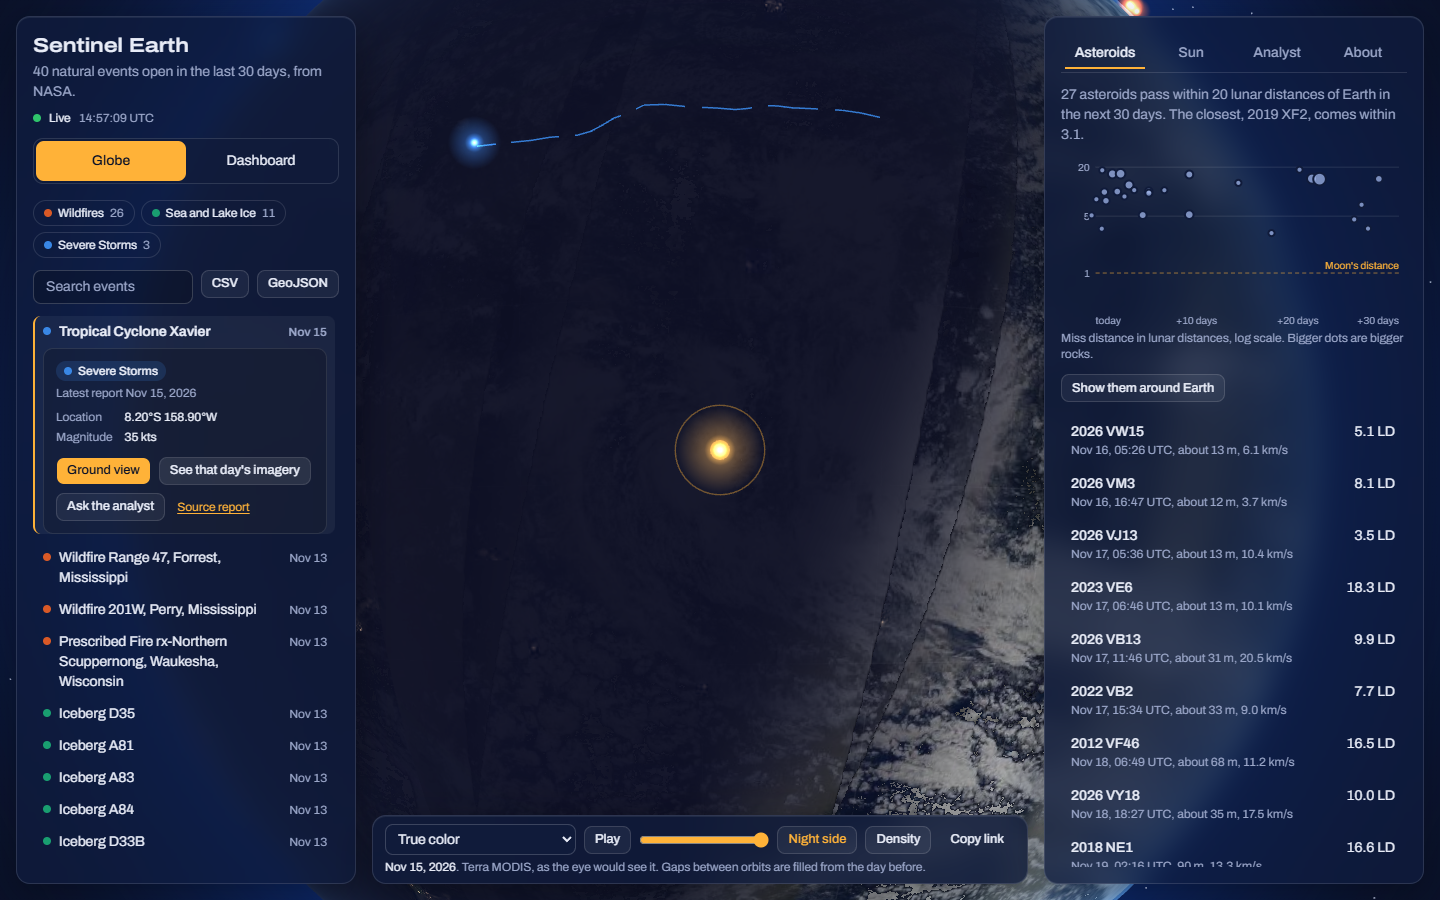 Sentinel Earth
40 natural events open in the last 30 days, from
NASA.
Live 14:57:09 UTC
Globe Dashboard
Wildfires 26 Sea and Lake Ice 11
Severe Storms 3
Search events CSV GeoJSON
Tropical Cyclone Xavier Nov 15
Severe Storms
Latest report Nov 15, 2026
Location 8.20°S 158.90°W
Magnitude 35 kts
Ground view See that day's imagery
Ask the analyst Source report
Wildfire Range 47, Forrest, Nov 13
Mississippi
Wildfire 201W, Perry, Mississippi Nov 13
Prescribed Fire rx-Northern Nov 13
Scuppernong, Waukesha,
Wisconsin
Iceberg D35 Nov 13
Iceberg A81 Nov 13
Iceberg A83 Nov 13
Iceberg A84 Nov 13
Iceberg D33B Nov 13
True color Play Night side Density Copy link
Nov 15, 2026. Terra MODIS, as the eye would see it. Gaps between orbits are filled from the day before.
Asteroids Sun Analyst About
27 asteroids pass within 20 lunar distances of Earth in
the next 30 days. The closest, 2019 XF2, comes within
3.1.
20
5
Moon's distance
1
today +10 days +20 days +30 days
Miss distance in lunar distances, log scale. Bigger dots are bigger
rocks.
Show them around Earth
2026 VW15 5.1 LD
Nov 16, 05:26 UTC, about 13 m, 6.1 km/s
2026 VM3 8.1 LD
Nov 16, 16:47 UTC, about 12 m, 3.7 km/s
2026 VJ13 3.5 LD
Nov 17, 05:36 UTC, about 13 m, 10.4 km/s
2023 VE6 18.3 LD
Nov 17, 06:46 UTC, about 13 m, 10.1 km/s
2026 VB13 9.9 LD
Nov 17, 11:46 UTC, about 31 m, 20.5 km/s
2022 VB2 7.7 LD
Nov 17, 15:34 UTC, about 33 m, 9.0 km/s
2012 VF46 16.5 LD
Nov 18, 06:49 UTC, about 68 m, 11.2 km/s
2026 VY18 10.0 LD
Nov 18, 18:27 UTC, about 35 m, 17.5 km/s
2018 NE1 16.6 LD
Nov 19, 02:16 UTC, 90 m, 13.3 km/s